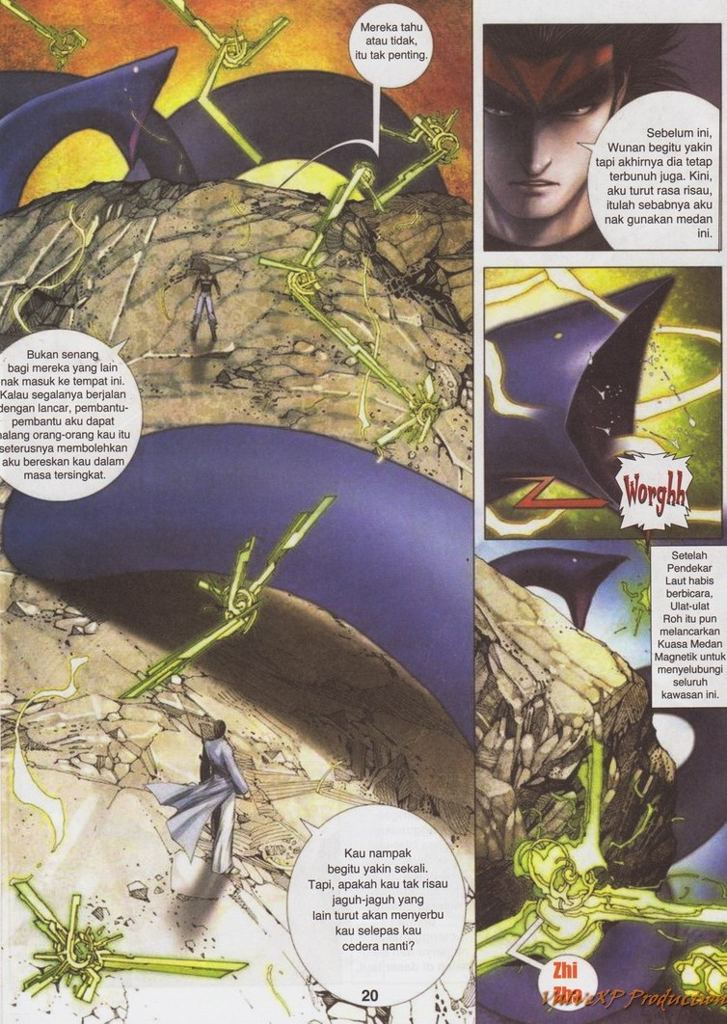 Mereka tahu
atau tidak,
itu tak penting.
Bukan senang
bagi mereka yang lain
nak masuk ke tempat ini.
Kalau segalanya berjalan
dengan lancar, pembantu-
pembantu aku dapat
halang orang-orang kau itu
seterusnya membolehkan
aku bereskan kau dalam
masa tersingkat.
Kau nampak
begitu yakin sekali.
Tapi, apakah kau tak risau
jaguh-jaguh yang
lain turut akan menyerbu
kau selepas kau
cedera nanti?
Sebelum ini,
Wunan begitu yakin
tapi akhirnya dia tetap
terbunuh juga. Kini,
aku turut rasa risau,
itulah sebabnya aku
nak gunakan medan
ini.
Worghh
Setelah
Pendekar
Laut habis
berbicara,
Ulat-ulat
Roh itu pun
melancarkan
Kuasa Medan
Magnetik untuk
menyelubungi
seluruh
kawasan ini.
Zhi
Zhe
20
ValveXP Production